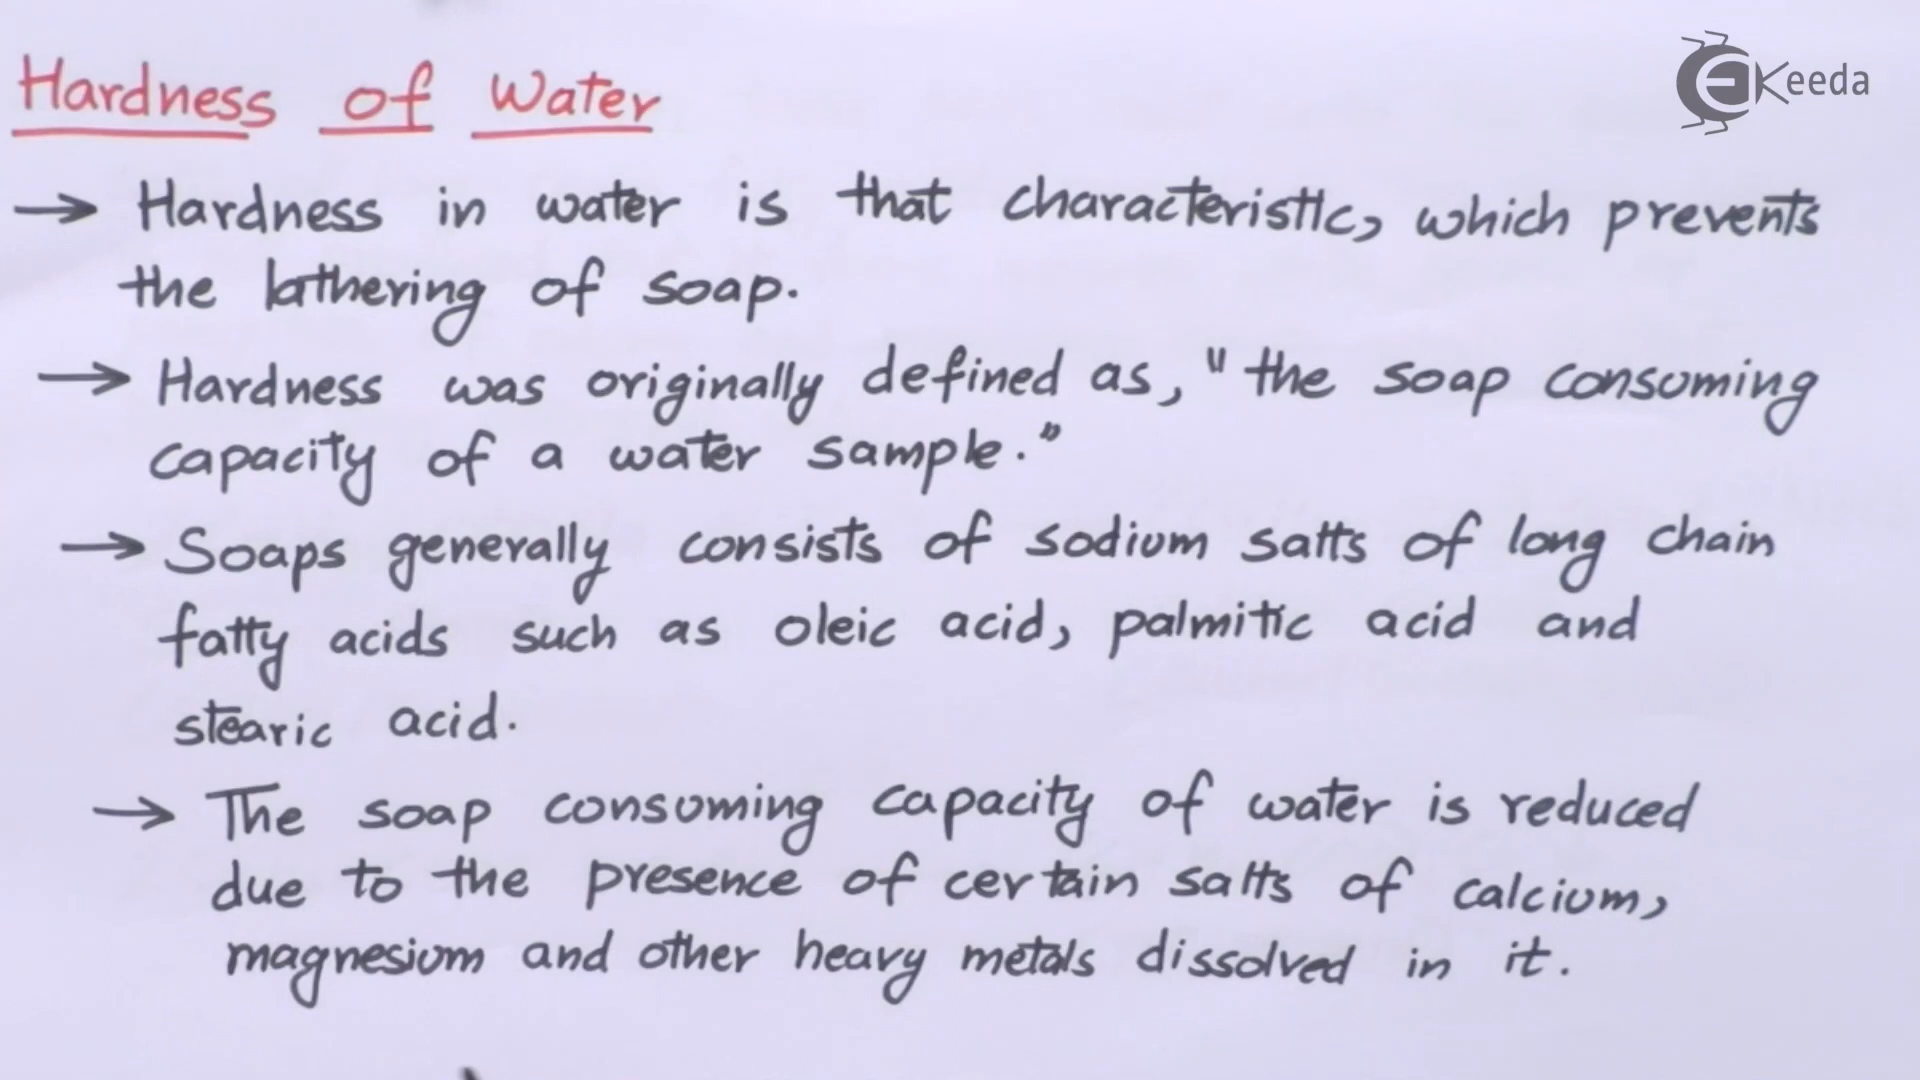 Hardness of Water
EKeeda
→ Hardness in water is that characteristic, which prevents
the lathering of soap.
→ Hardness was originally defined as, "the soap consuming
capacity of a water sample."
→ Soaps generally consists of sodium salts of long chain
fatty acids such as oleic acid, palmitic acid and
stearic acid.
→ The soap consuming capacity of water is reduced
due to the presence of certain salts of calcium,
magnesium and other heavy metals dissolved in it.